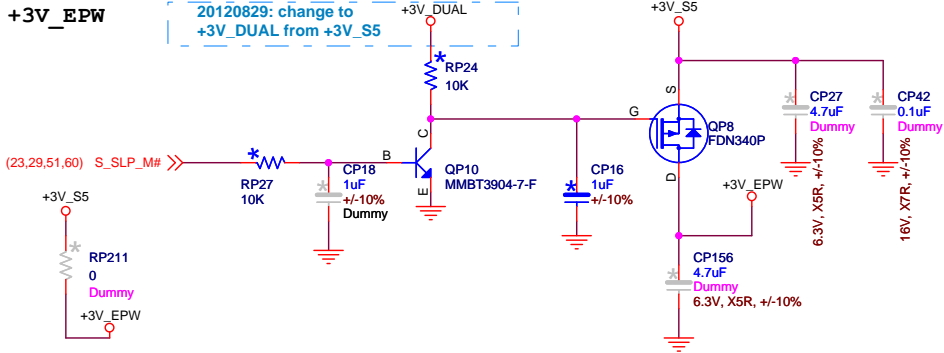 +3V_EPW
20120829: change to
+3V_DUAL from +3V_S5
+3V_DUAL
RP24
10K
(23,29,51,60) S_SLP_M#
RP27
10K
CP18
1uF
+/-10%
Dummy
B
C
E
QP10
MMBT3904-7-F
CP16
1uF
+/-10%
+3V_S5
G
S
D
QP8
FDN340P
CP27
4.7uF
Dummy
6.3V, X5R, +/-10%
CP42
0.1uF
Dummy
16V, X7R, +/-10%
+3V_EPW
CP156
4.7uF
Dummy
6.3V, X5R, +/-10%
+3V_S5
RP211
0
Dummy
+3V_EPW